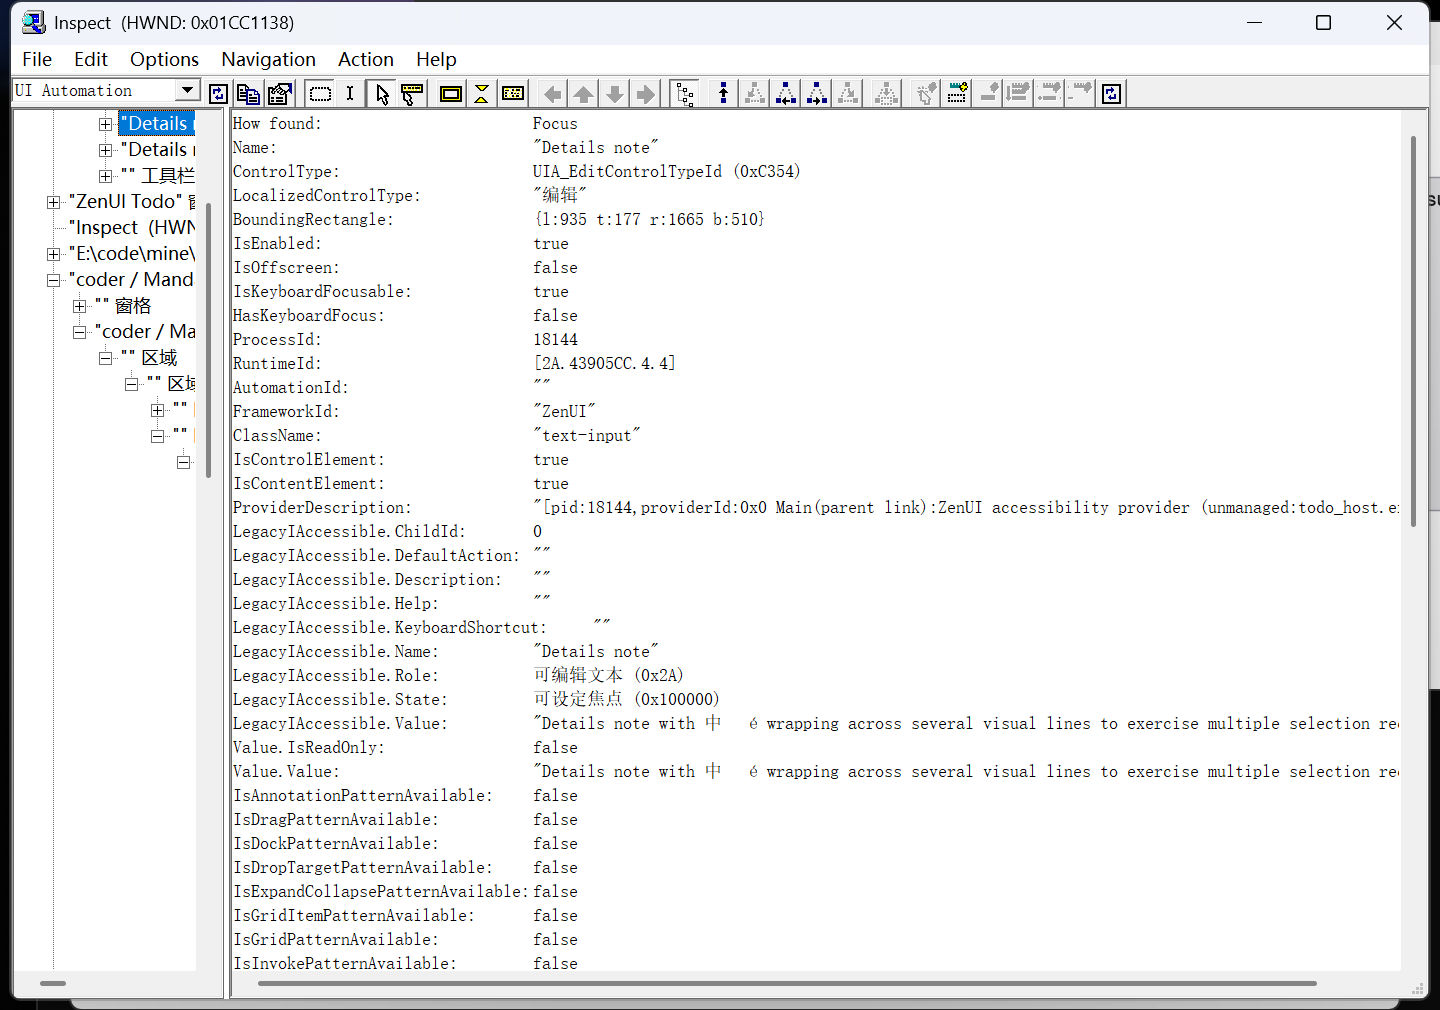 Inspect (HWND: 0x01CC1138)
File Edit Options Navigation Action Help
UI Automation
"Details
"Details
"" 工具栏
"ZenUI Todo"
"Inspect (HWN
"E:\code\mine\
"coder / Mand
"" 窗格
"coder / Ma
"" 区域
"" 区域
""
""
How found: Focus
Name: "Details note"
ControlType: UIA_EditControlTypeId (0xC354)
LocalizedControlType: "编辑"
BoundingRectangle: {l:935 t:177 r:1665 b:510}
IsEnabled: true
IsOffscreen: false
IsKeyboardFocusable: true
HasKeyboardFocus: false
ProcessId: 18144
RuntimeId: [2A.43905CC.4.4]
AutomationId: ""
FrameworkId: "ZenUI"
ClassName: "text-input"
IsControlElement: true
IsContentElement: true
ProviderDescription: "[pid:18144,providerId:0x0 Main(parent link):ZenUI accessibility provider (unmanaged:todo_host.e
LegacyIAccessible.ChildId: 0
LegacyIAccessible.DefaultAction: ""
LegacyIAccessible.Description: ""
LegacyIAccessible.Help: ""
LegacyIAccessible.KeyboardShortcut: ""
LegacyIAccessible.Name: "Details note"
LegacyIAccessible.Role: 可编辑文本 (0x2A)
LegacyIAccessible.State: 可设定焦点 (0x100000)
LegacyIAccessible.Value: "Details note with 中 é wrapping across several visual lines to exercise multiple selection re
Value.IsReadOnly: false
Value.Value: "Details note with 中 é wrapping across several visual lines to exercise multiple selection re
IsAnnotationPatternAvailable: false
IsDragPatternAvailable: false
IsDockPatternAvailable: false
IsDropTargetPatternAvailable: false
IsExpandCollapsePatternAvailable: false
IsGridItemPatternAvailable: false
IsGridPatternAvailable: false
IsInvokePatternAvailable: false